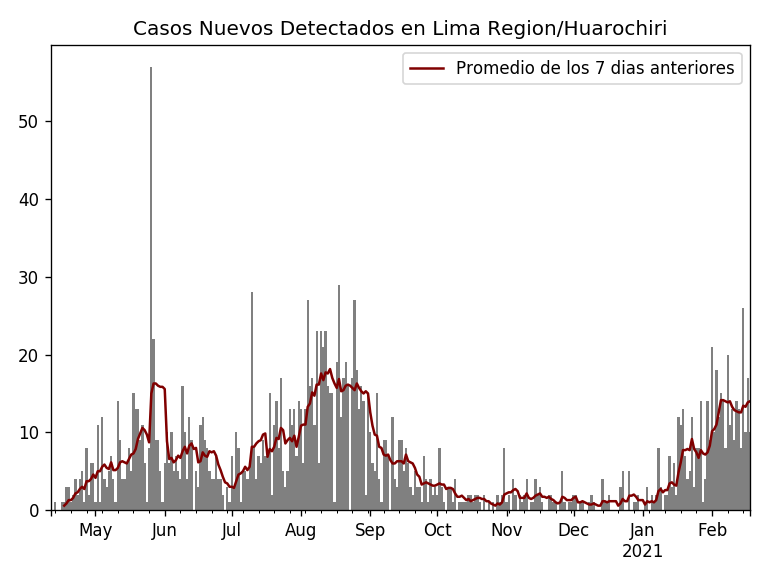 Casos Nuevos Detectados en Lima Region/Huarochiri
Promedio de los 7 dias anteriores
50
40
30
20
10
0
May Jun Jul Aug Sep Oct Nov Dec Jan Feb
2021